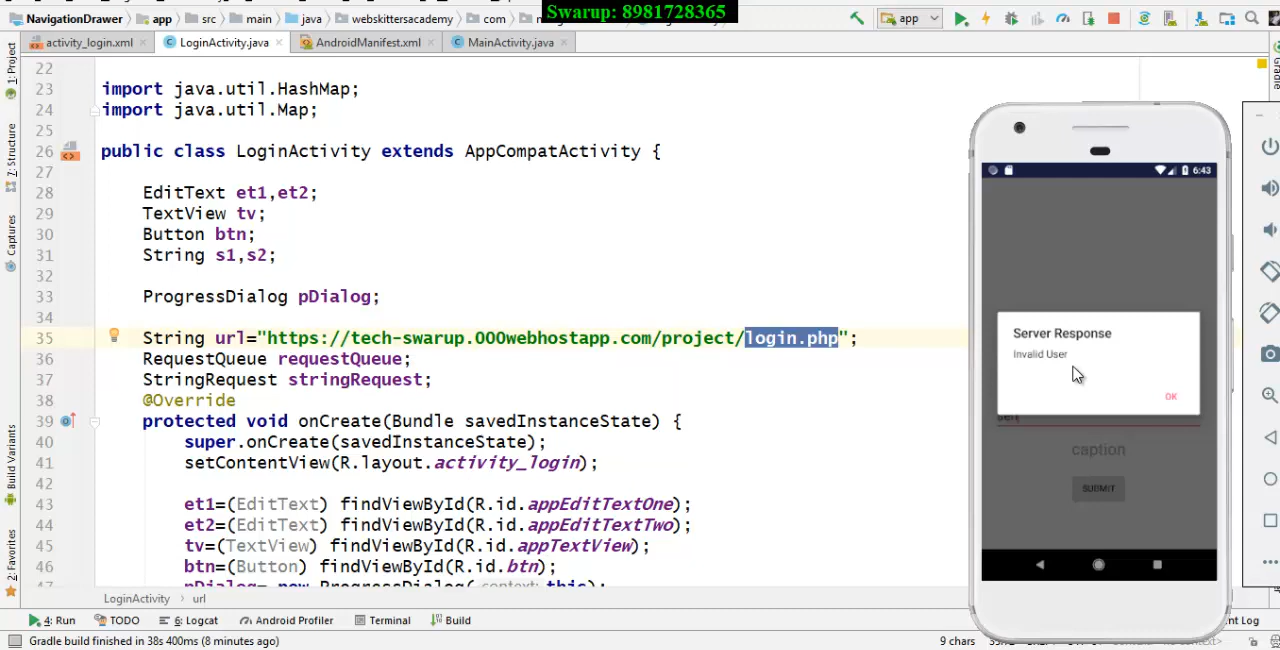 Swarup: 8981728365
NavigationDrawer app src main java webskittersacademy com
app
activity_login.xml LoginActivity.java AndroidManifest.xml MainActivity.java
1: Project
Z: Structure
Captures
Build Variants
2: Favorites
Gradle
22
23 import java.util.HashMap;
24 import java.util.Map;
25
26 public class LoginActivity extends AppCompatActivity {
27
28 EditText et1,et2;
29 TextView tv;
30 Button btn;
31 String s1,s2;
32
33 ProgressDialog pDialog;
34
35 String url="https://tech-swarup.000webhostapp.com/project/login.php";
36 RequestQueue requestQueue;
37 StringRequest stringRequest;
38 @Override
39 protected void onCreate(Bundle savedInstanceState) {
40 super.onCreate(savedInstanceState);
41 setContentView(R.layout.activity_login);
42
43 et1=(EditText) findViewById(R.id.appEditTextOne);
44 et2=(EditText) findViewById(R.id.appEditTextTwo);
45 tv=(TextView) findViewById(R.id.appTextView);
46 btn=(Button) findViewById(R.id.btn);
47 pDialog= new ProgressDialog( context: this);
LoginActivity › url
4: Run TODO 6: Logcat Android Profiler Terminal Build
Gradle build finished in 38s 400ms (8 minutes ago)
9 chars
6:43
Server Response
Invalid User
OK
caption
SUBMIT